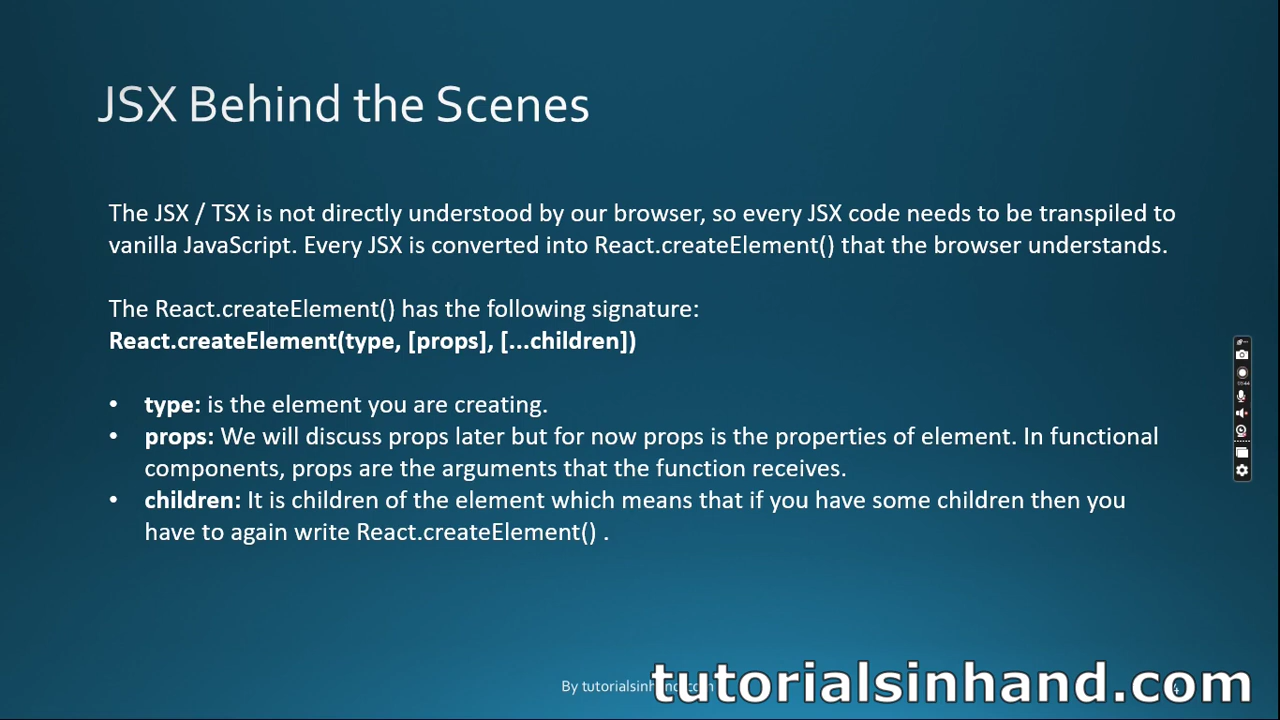 JSX Behind the Scenes
The JSX / TSX is not directly understood by our browser, so every JSX code needs to be transpiled to
vanilla JavaScript. Every JSX is converted into React.createElement() that the browser understands.
The React.createElement() has the following signature:
React.createElement(type, [props], [...children])
• type: is the element you are creating.
• props: We will discuss props later but for now props is the properties of element. In functional
components, props are the arguments that the function receives.
• children: It is children of the element which means that if you have some children then you
have to again write React.createElement() .
By tutorialsinhand.com
tutorialsinhand.com